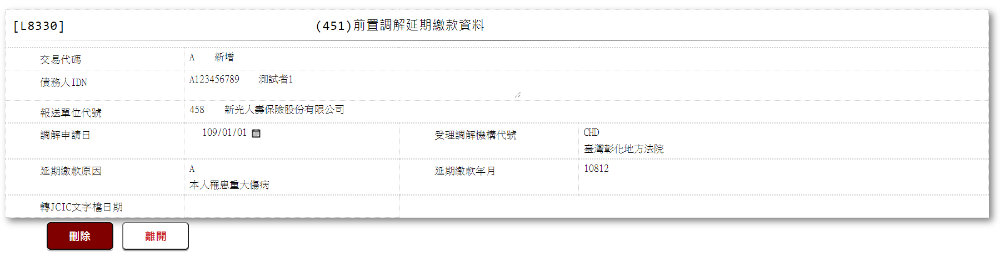 [L8330] (451)前置調解延期繳款資料
交易代碼 A 新增
債務人IDN A123456789 測試者1
報送單位代號 458 新光人壽保險股份有限公司
調解申請日 109/01/01 受理調解機構代號 CHD
臺灣彰化地方法院
延期繳款原因 A 延期繳款年月 10812
本人罹患重大傷病
轉JCIC文字檔日期
刪除 離開